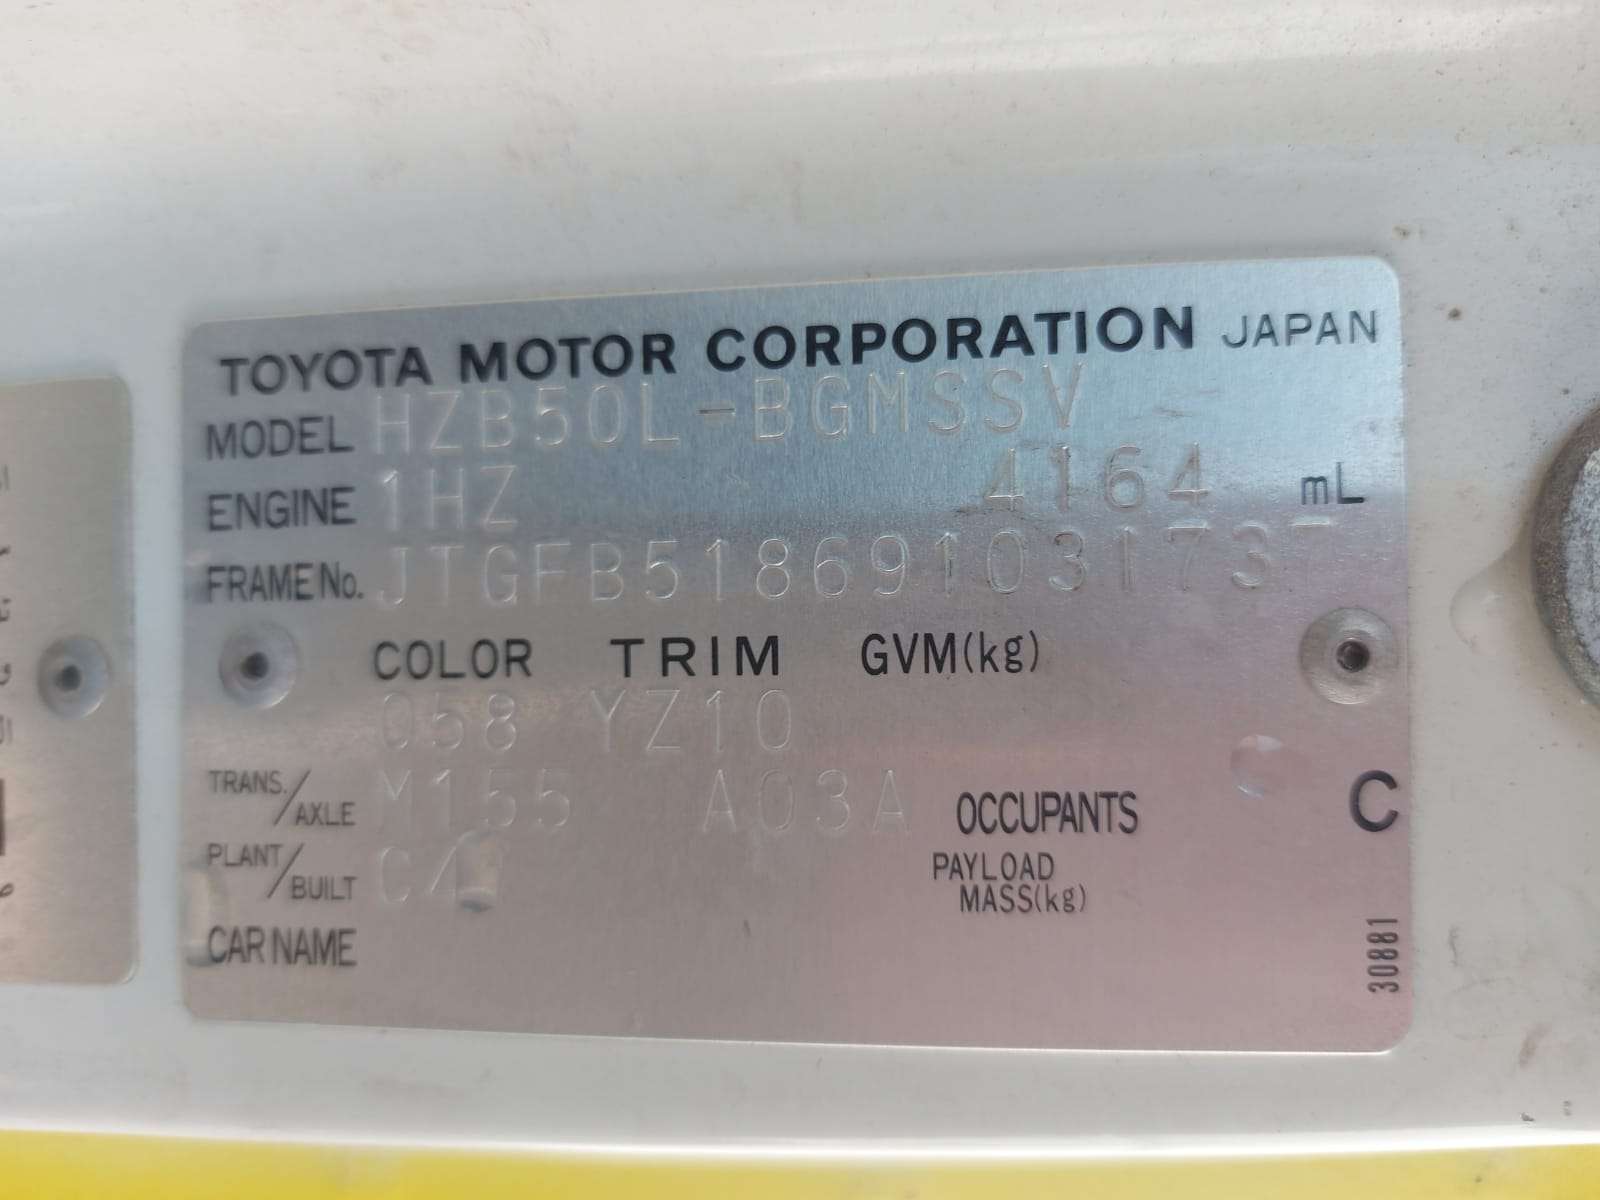 TOYOTA MOTOR CORPORATION JAPAN
MODEL HZB50L-BGMSSV
ENGINE 1HZ 4164 mL
FRAME No. JTGFB518691031737
COLOR TRIM GVM(kg)
058 YZ10
TRANS./AXLE M155 A03A OCCUPANTS C
PLANT/BUILT C4 PAYLOAD MASS(kg)
CAR NAME
30881